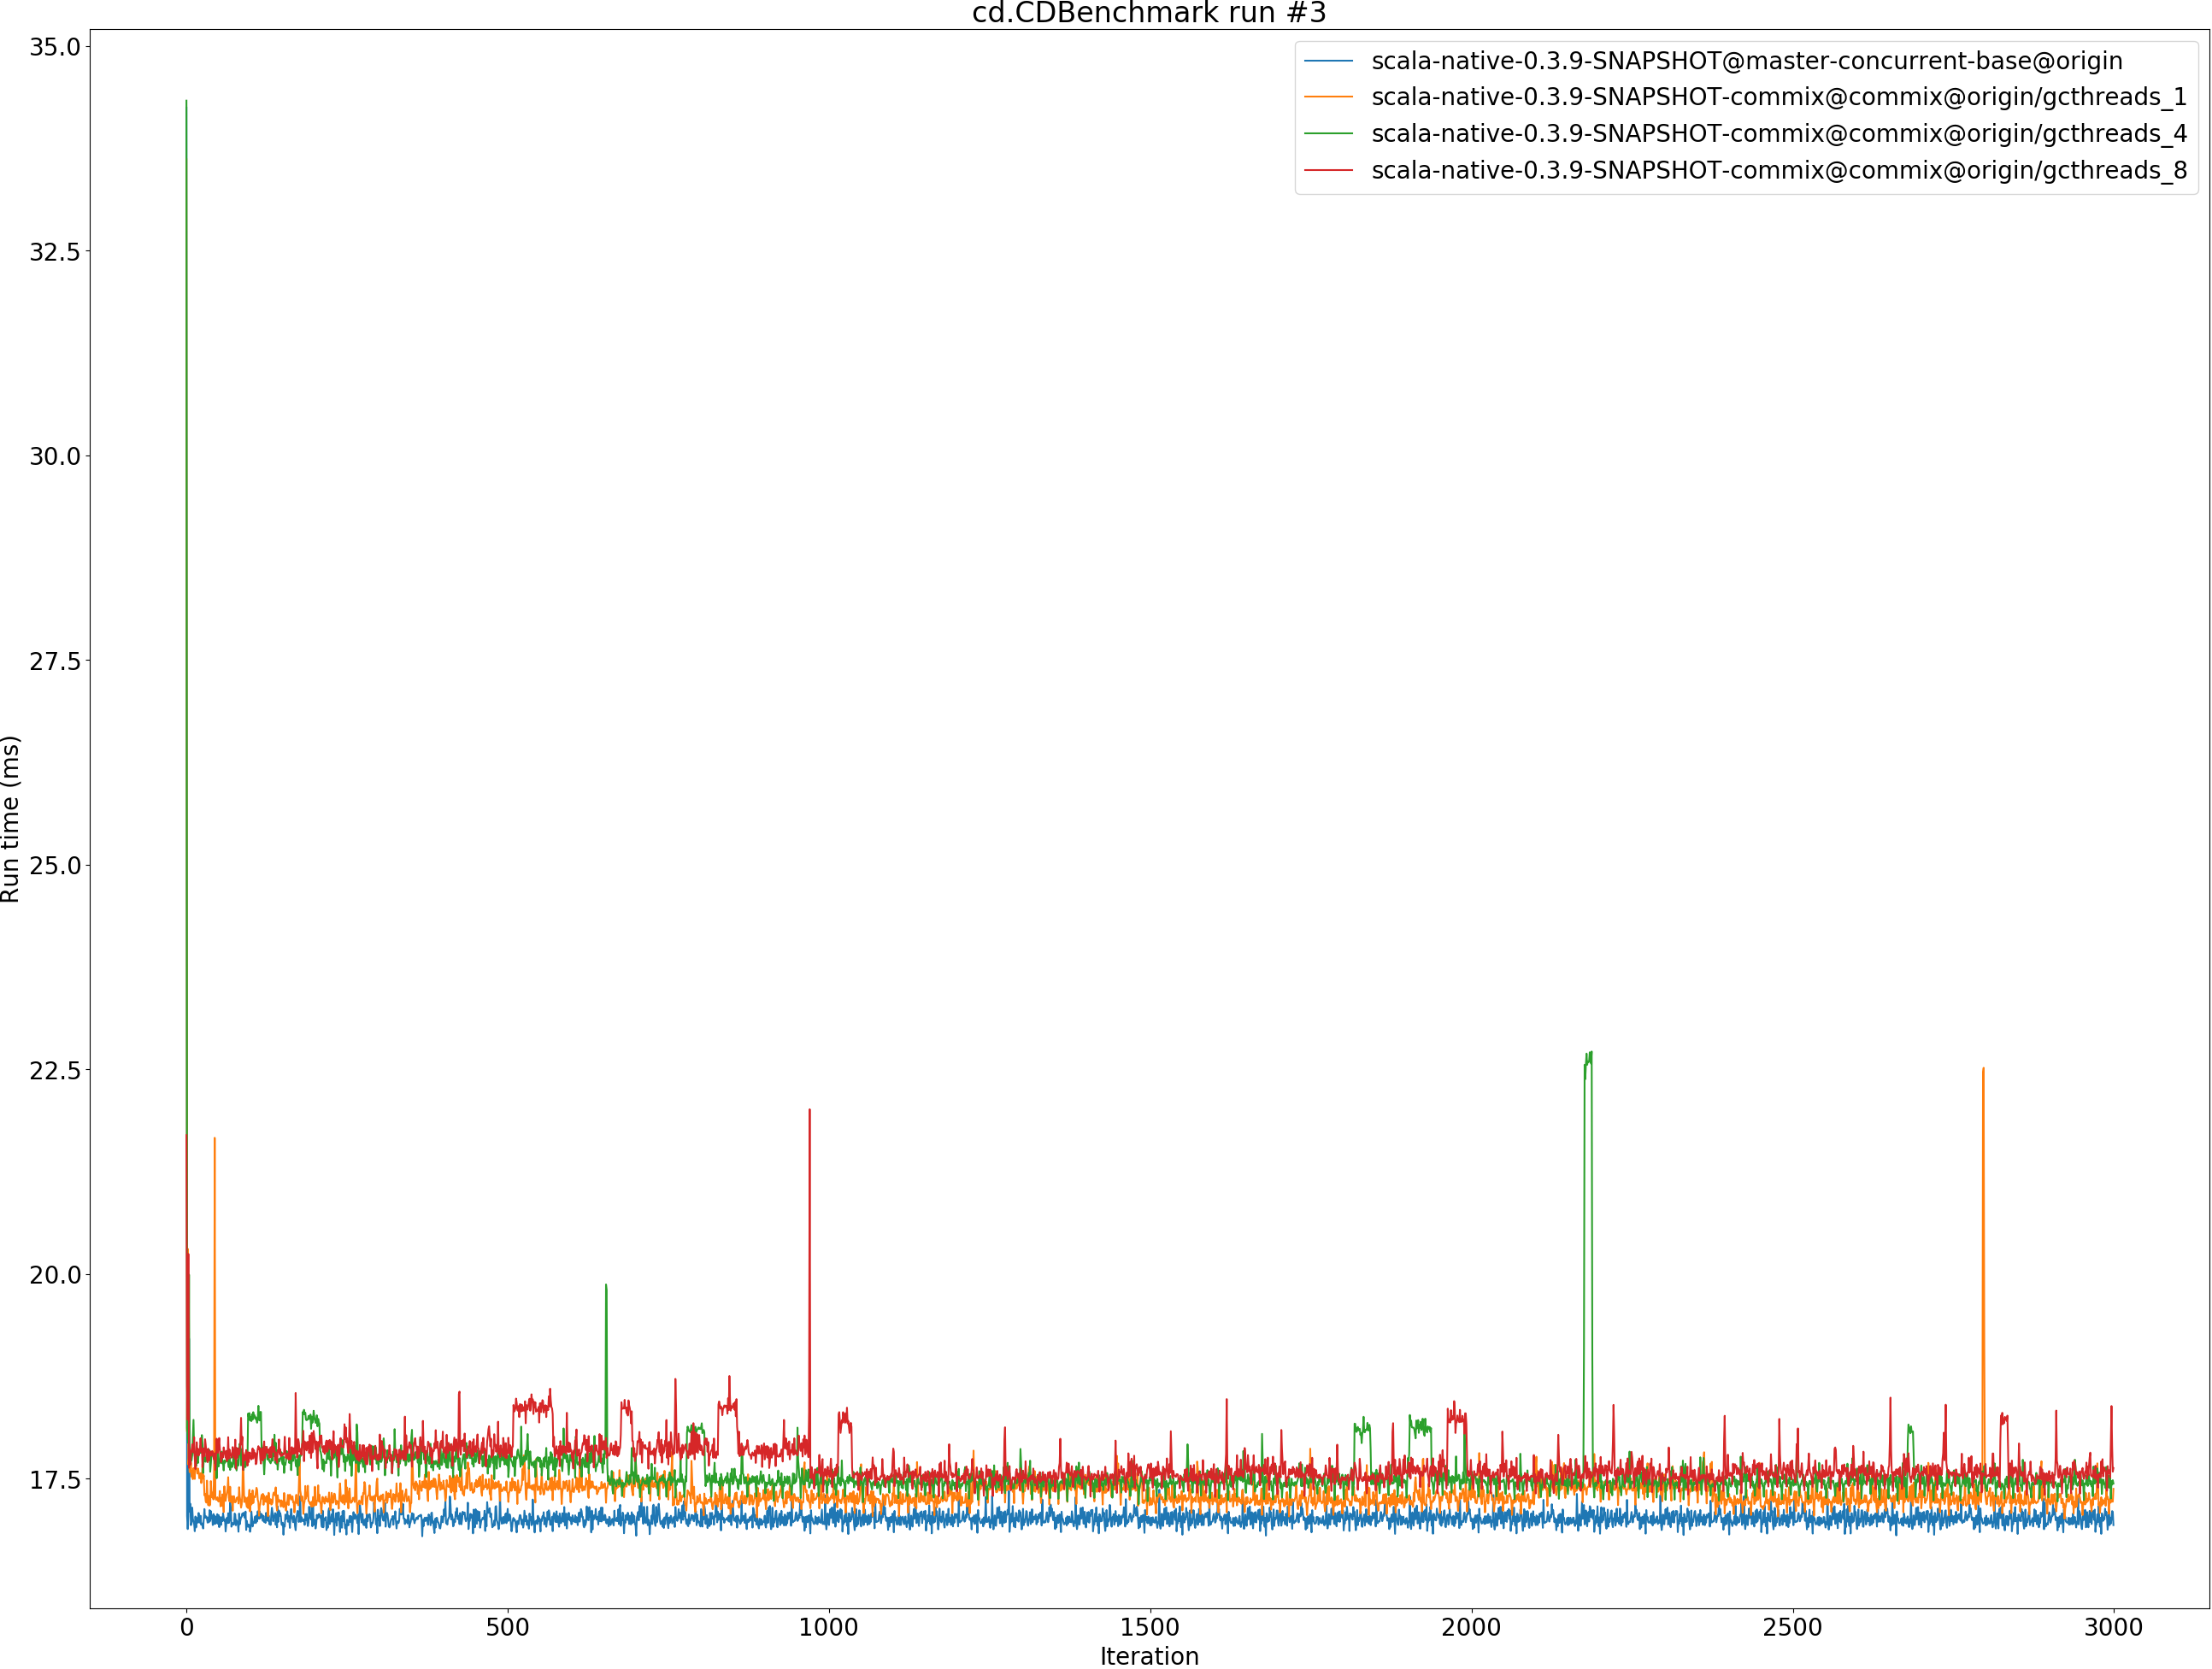 cd.CDBenchmark run #3
scala-native-0.3.9-SNAPSHOT@master-concurrent-base@origin
scala-native-0.3.9-SNAPSHOT-commix@commix@origin/gcthreads_1
scala-native-0.3.9-SNAPSHOT-commix@commix@origin/gcthreads_4
scala-native-0.3.9-SNAPSHOT-commix@commix@origin/gcthreads_8
Run time (ms)
35.0
32.5
30.0
27.5
25.0
22.5
20.0
17.5
0 500 1000 1500 2000 2500 3000
Iteration